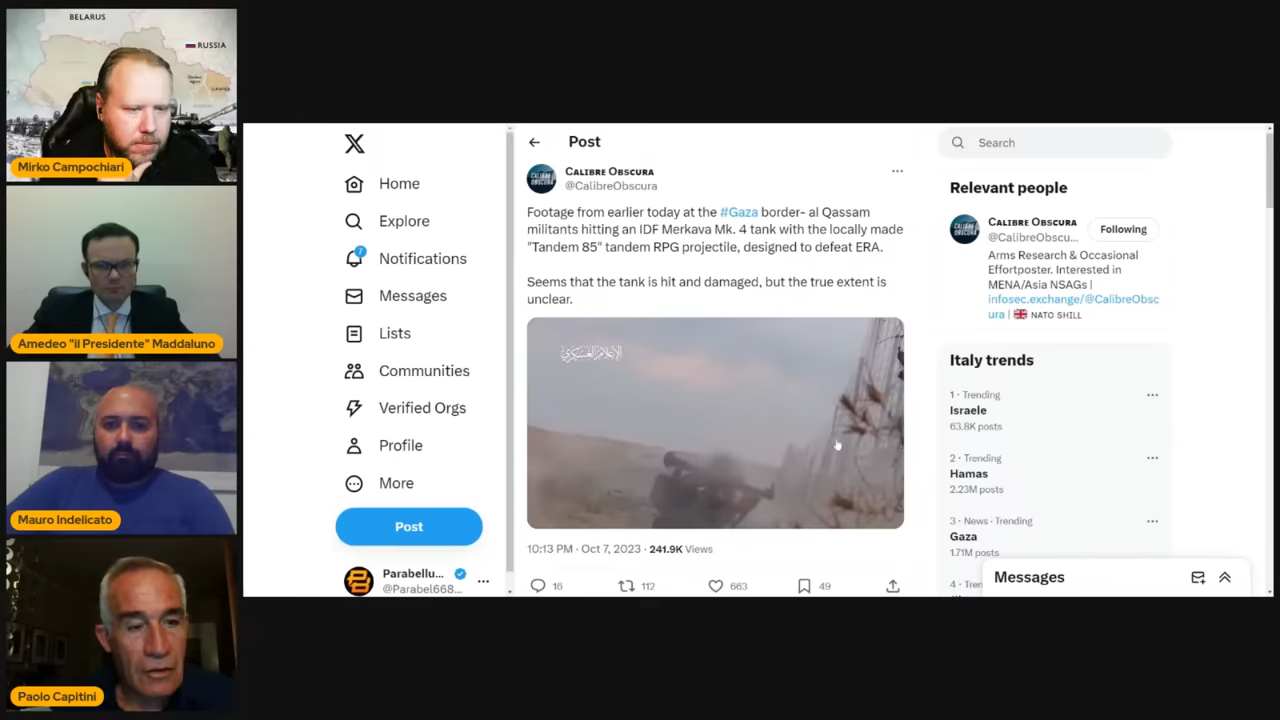 BELARUS
RUSSIA
Mirko Campochiari
Amedeo "il Presidente" Maddaluno
Mauro Indelicato
Paolo Capitini
Home
Explore
7
Notifications
Messages
Lists
Communities
Verified Orgs
Profile
More
Post
Parabellu...
@Parabel668...
Post
CALIBRE OBSCURA
@CalibreObscura
Footage from earlier today at the #Gaza border- al Qassam
militants hitting an IDF Merkava Mk. 4 tank with the locally made
"Tandem 85" tandem RPG projectile, designed to defeat ERA.
Seems that the tank is hit and damaged, but the true extent is
unclear.
الإعلام العسكري
10:13 PM · Oct 7, 2023 · 241.9K Views
16 112 663 49
Search
Relevant people
CALIBRE OBSCURA
@CalibreObscu...
Following
Arms Research & Occasional
Effortposter. Interested in
MENA/Asia NSAGs |
infosec.exchange/@CalibreObsc
ura | NATO SHILL
Italy trends
1 · Trending
Israele
63.8K posts
2 · Trending
Hamas
2.23M posts
3 · News · Trending
Gaza
1.71M posts
Messages